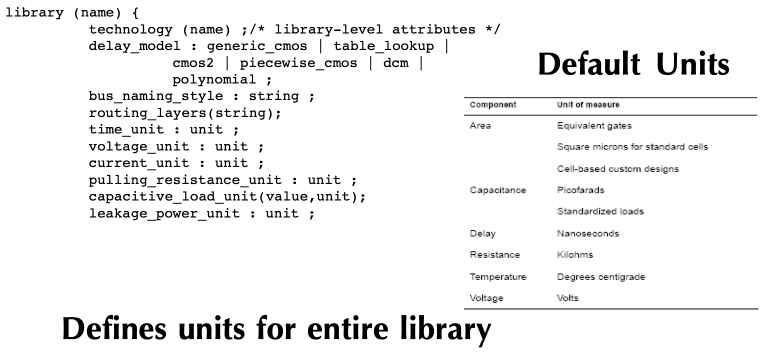 library (name) {
technology (name) ;/* library-level attributes */
delay_model : generic_cmos | table_lookup |
cmos2 | piecewise_cmos | dcm |
polynomial ;
bus_naming_style : string ;
routing_layers(string);
time_unit : unit ;
voltage_unit : unit ;
current_unit : unit ;
pulling_resistance_unit : unit ;
capacitive_load_unit(value,unit);
leakage_power_unit : unit ;
Default Units
Component Unit of measure
Area Equivalent gates
Square microns for standard cells
Cell-based custom designs
Capacitance Picofarads
Standardized loads
Delay Nanoseconds
Resistance Kilohms
Temperature Degrees centigrade
Voltage Volts
Defines units for entire library